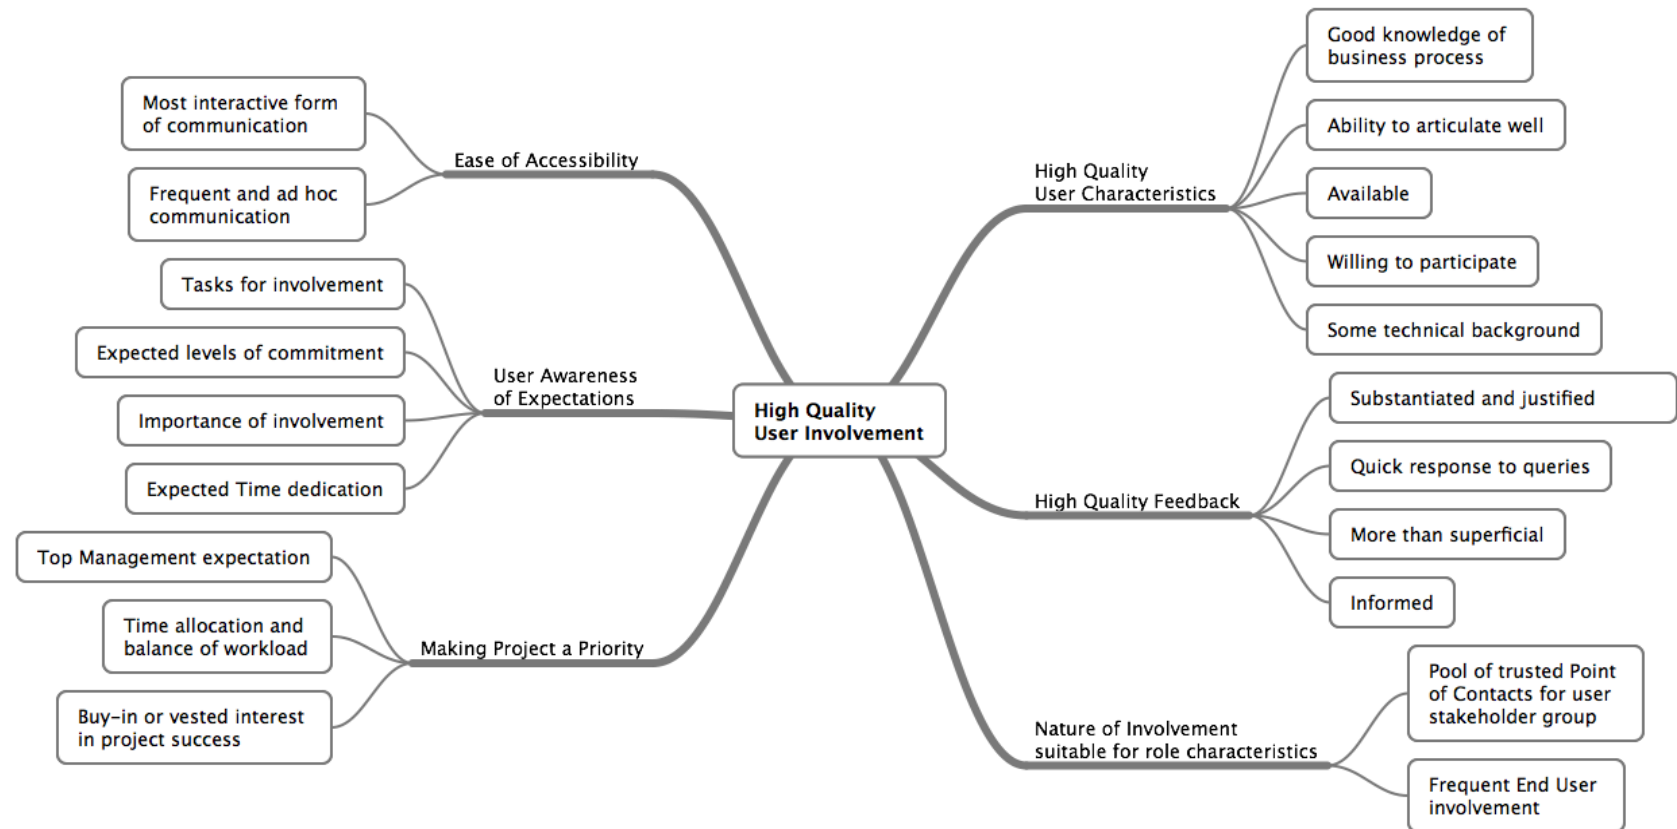 High Quality
User Involvement
Ease of Accessibility
Most interactive form
of communication
Frequent and ad hoc
communication
User Awareness
of Expectations
Tasks for involvement
Expected levels of commitment
Importance of involvement
Expected Time dedication
Making Project a Priority
Top Management expectation
Time allocation and
balance of workload
Buy-in or vested interest
in project success
High Quality
User Characteristics
Good knowledge of
business process
Ability to articulate well
Available
Willing to participate
Some technical background
High Quality Feedback
Substantiated and justified
Quick response to queries
More than superficial
Informed
Nature of Involvement
suitable for role characteristics
Pool of trusted Point
of Contacts for user
stakeholder group
Frequent End User
involvement